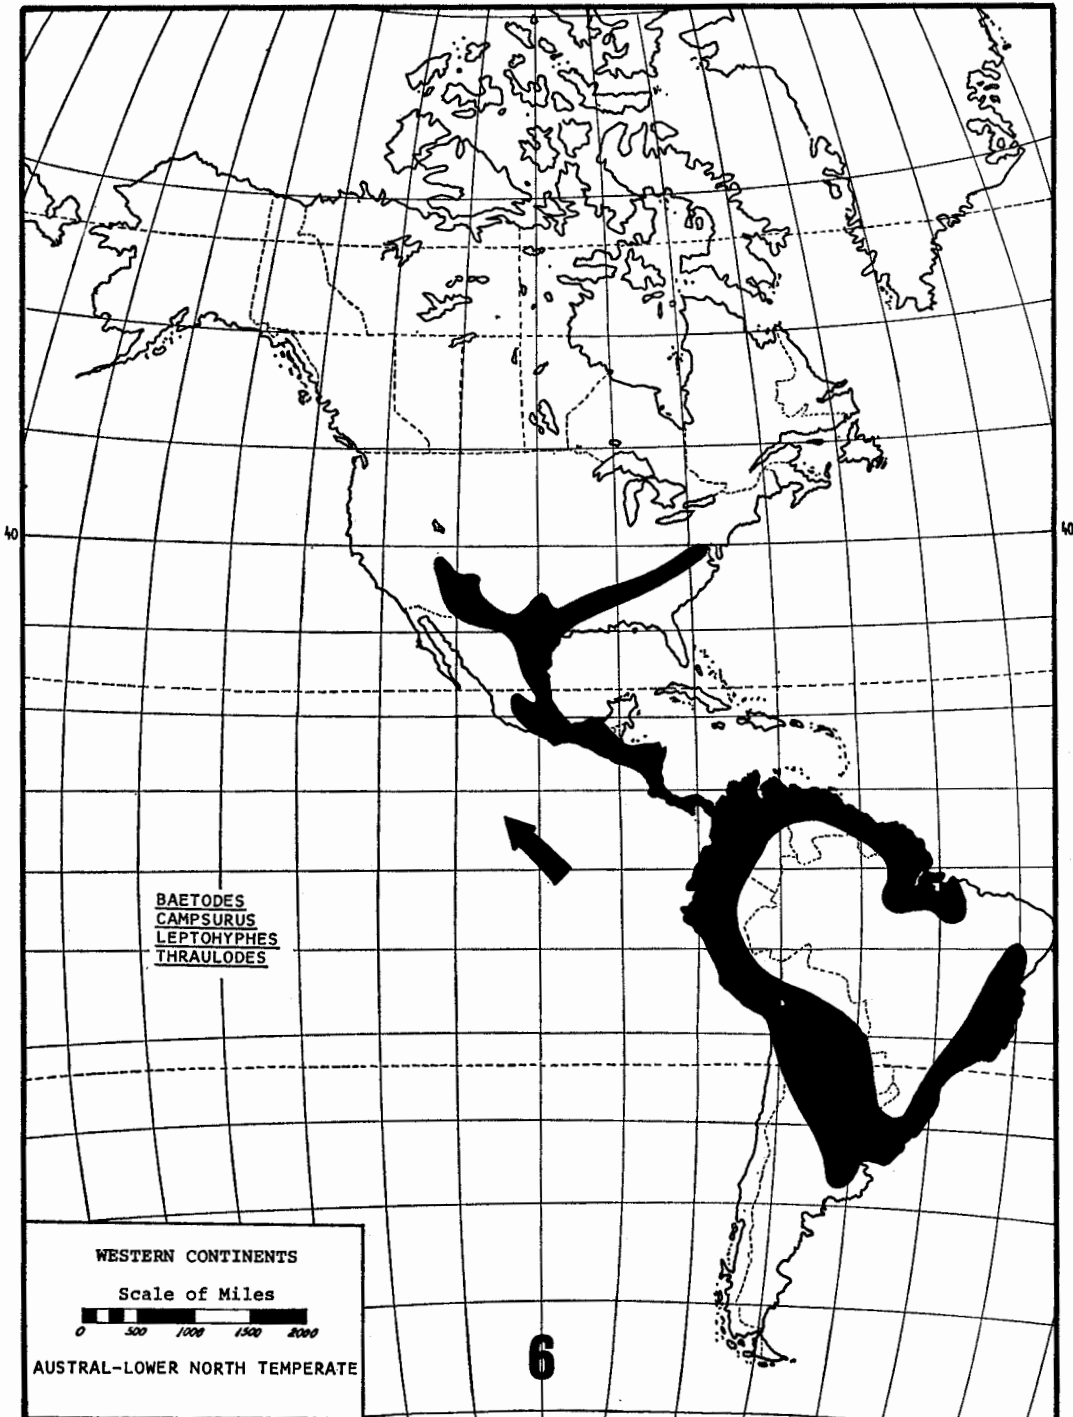 40
40
BAETODES
CAMPSURUS
LEPTOHYPHES
THRAULODES
WESTERN CONTINENTS
Scale of Miles
0 500 1000 1500 2000
AUSTRAL-LOWER NORTH TEMPERATE
6